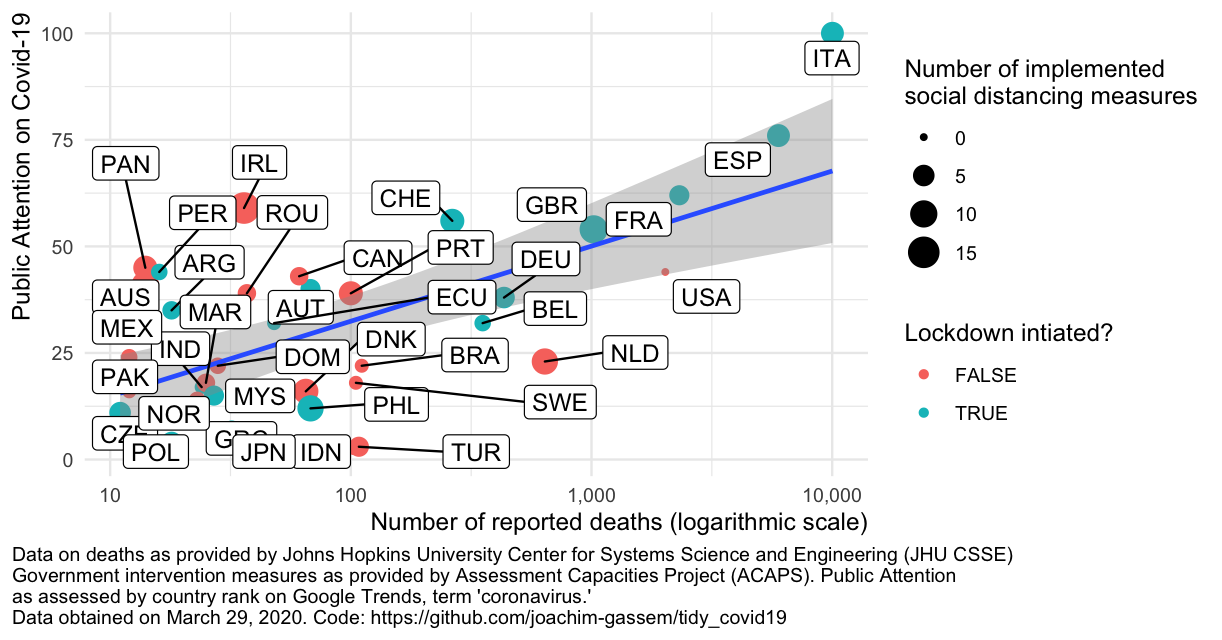 Public Attention on Covid-19
100
75
50
25
0
ITA
ESP
PAN
IRL
CHE
PER
ROU
GBR
FRA
ARG
CAN
PRT
DEU
AUS
MAR
AUT
ECU
BEL
USA
MEX
IND
DOM
DNK
BRA
NLD
PAK
MYS
PHL
SWE
NOR
CZE
POL
JPN
IDN
TUR
10
100
1,000
10,000
Number of reported deaths (logarithmic scale)
Number of implemented
social distancing measures
0
5
10
15
Lockdown intiated?
FALSE
TRUE
Data on deaths as provided by Johns Hopkins University Center for Systems Science and Engineering (JHU CSSE)
Government intervention measures as provided by Assessment Capacities Project (ACAPS). Public Attention
as assessed by country rank on Google Trends, term 'coronavirus.'
Data obtained on March 29, 2020. Code: https://github.com/joachim-gassem/tidy_covid19